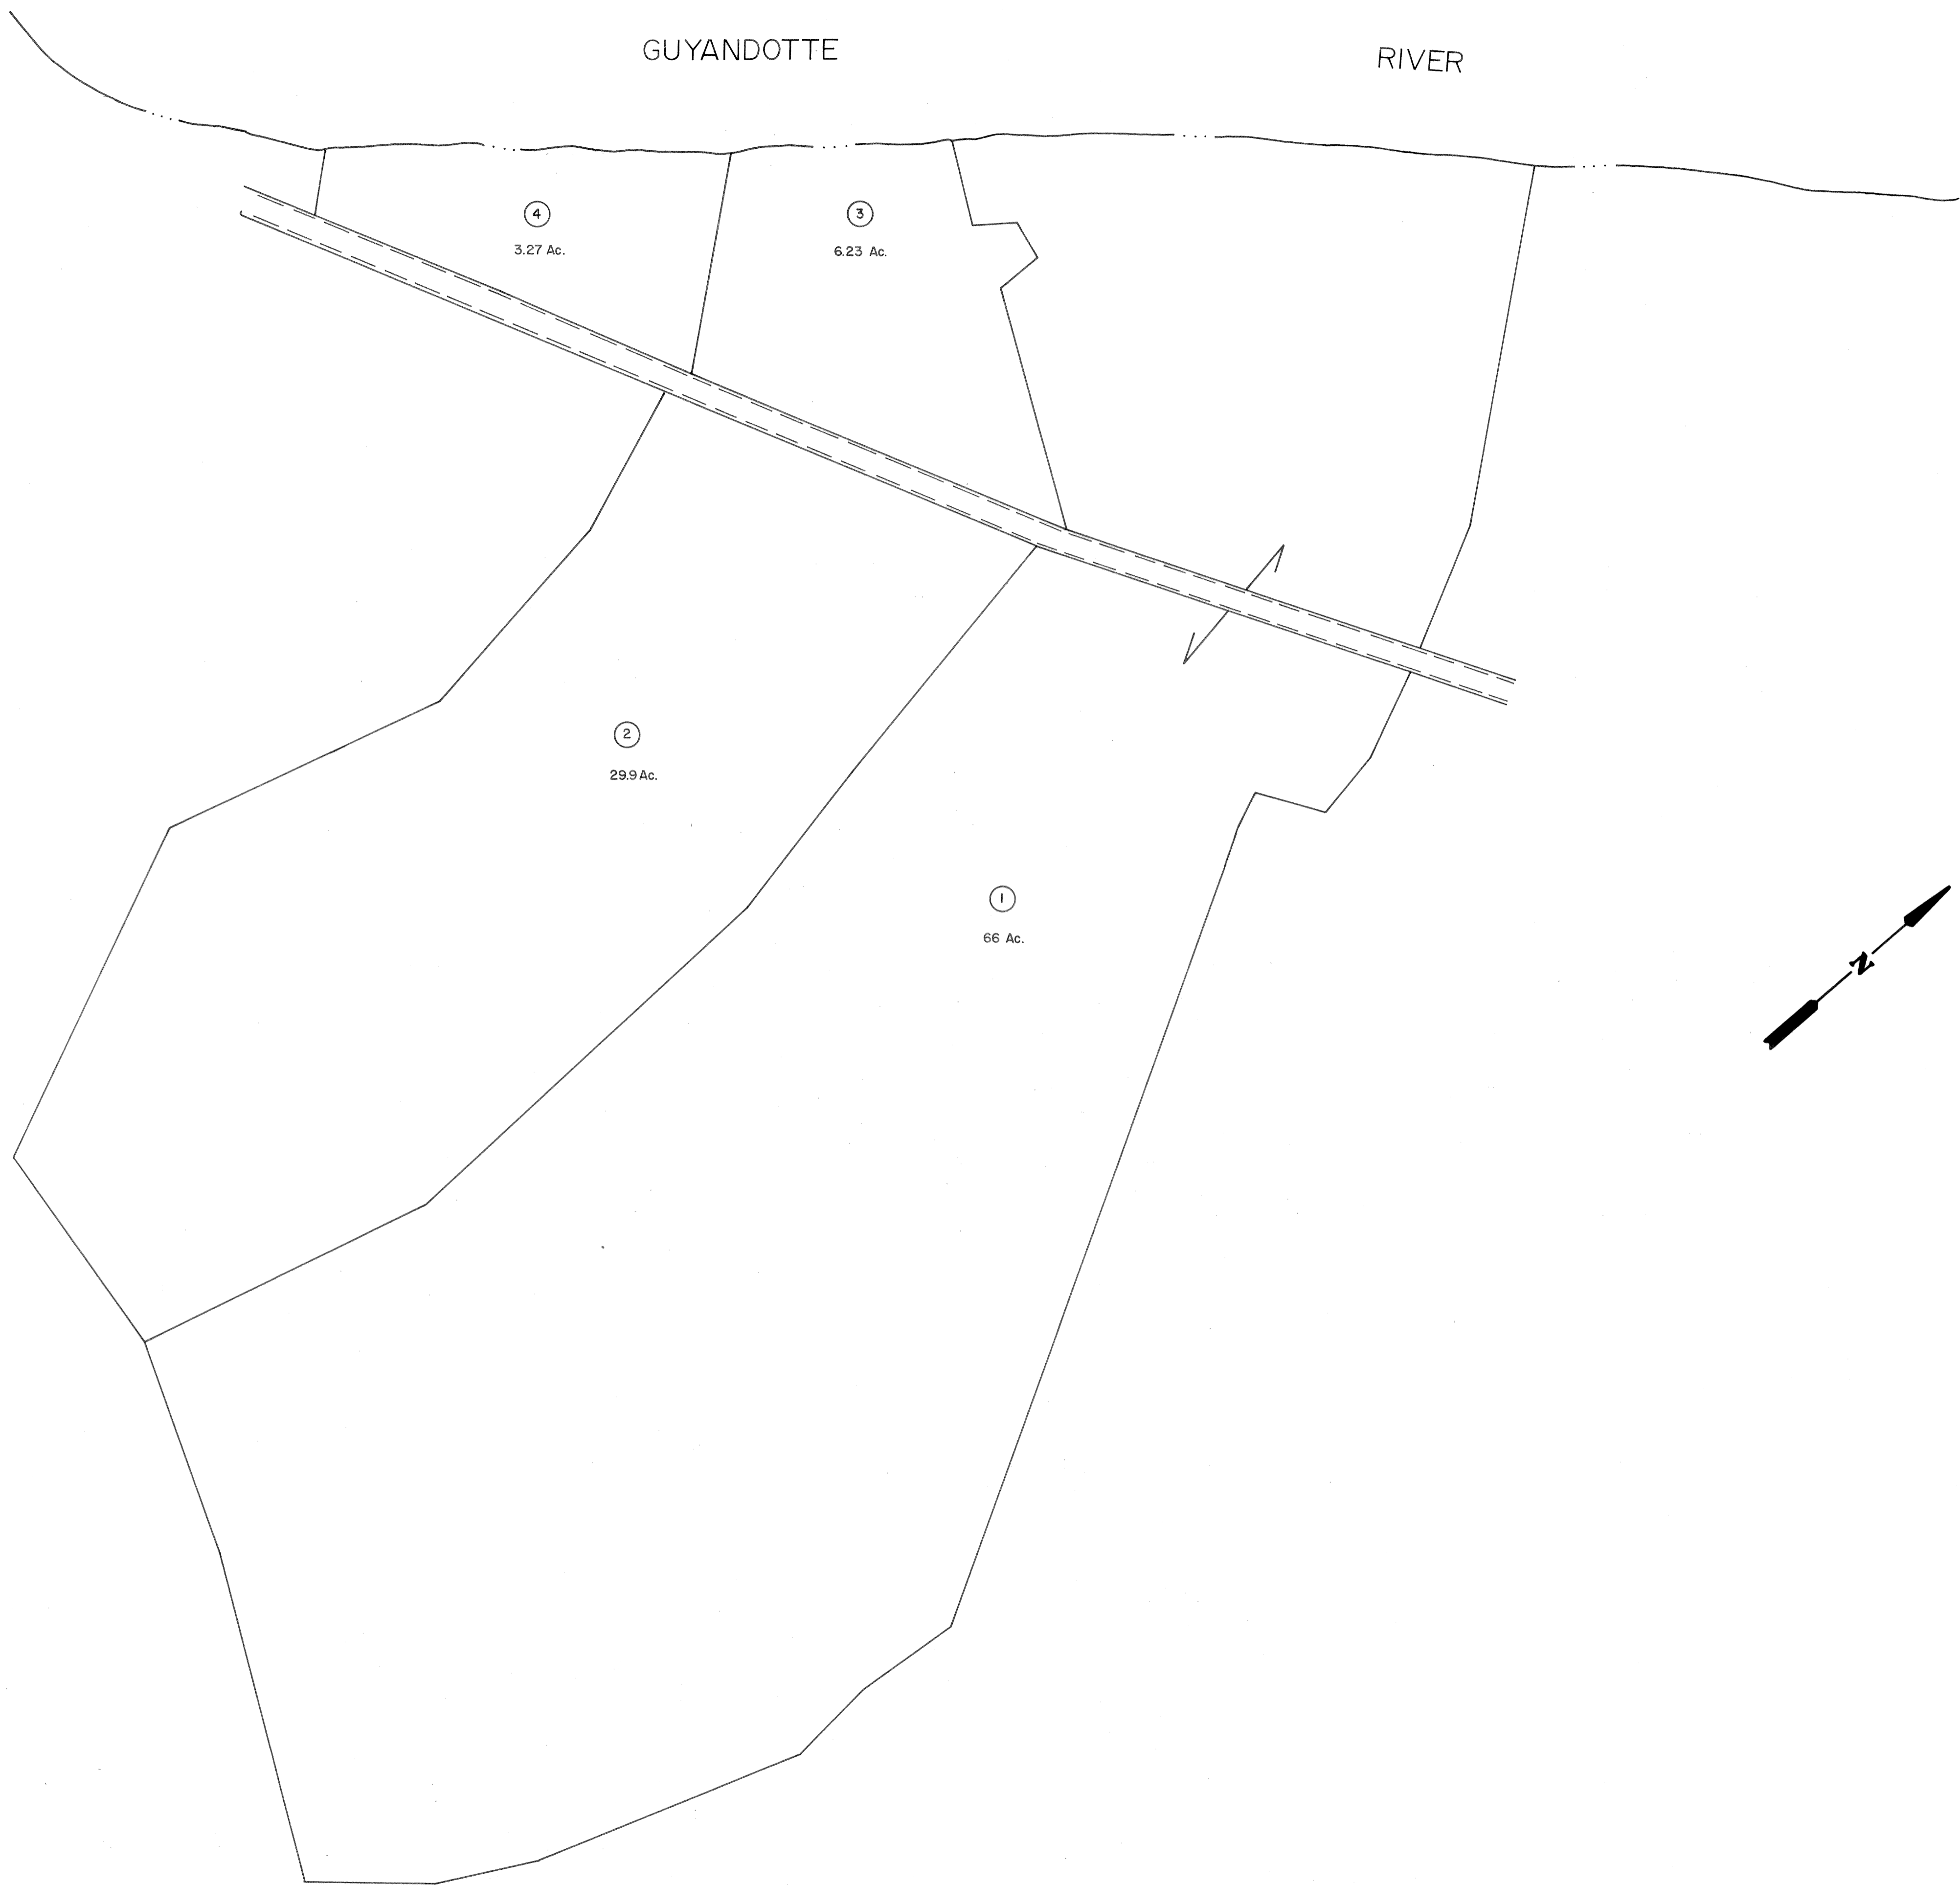 GUYANDOTTE RIVER
4
3.27 Ac.
3
6.23 Ac.
2
29.9 Ac.
1
66 Ac.
N